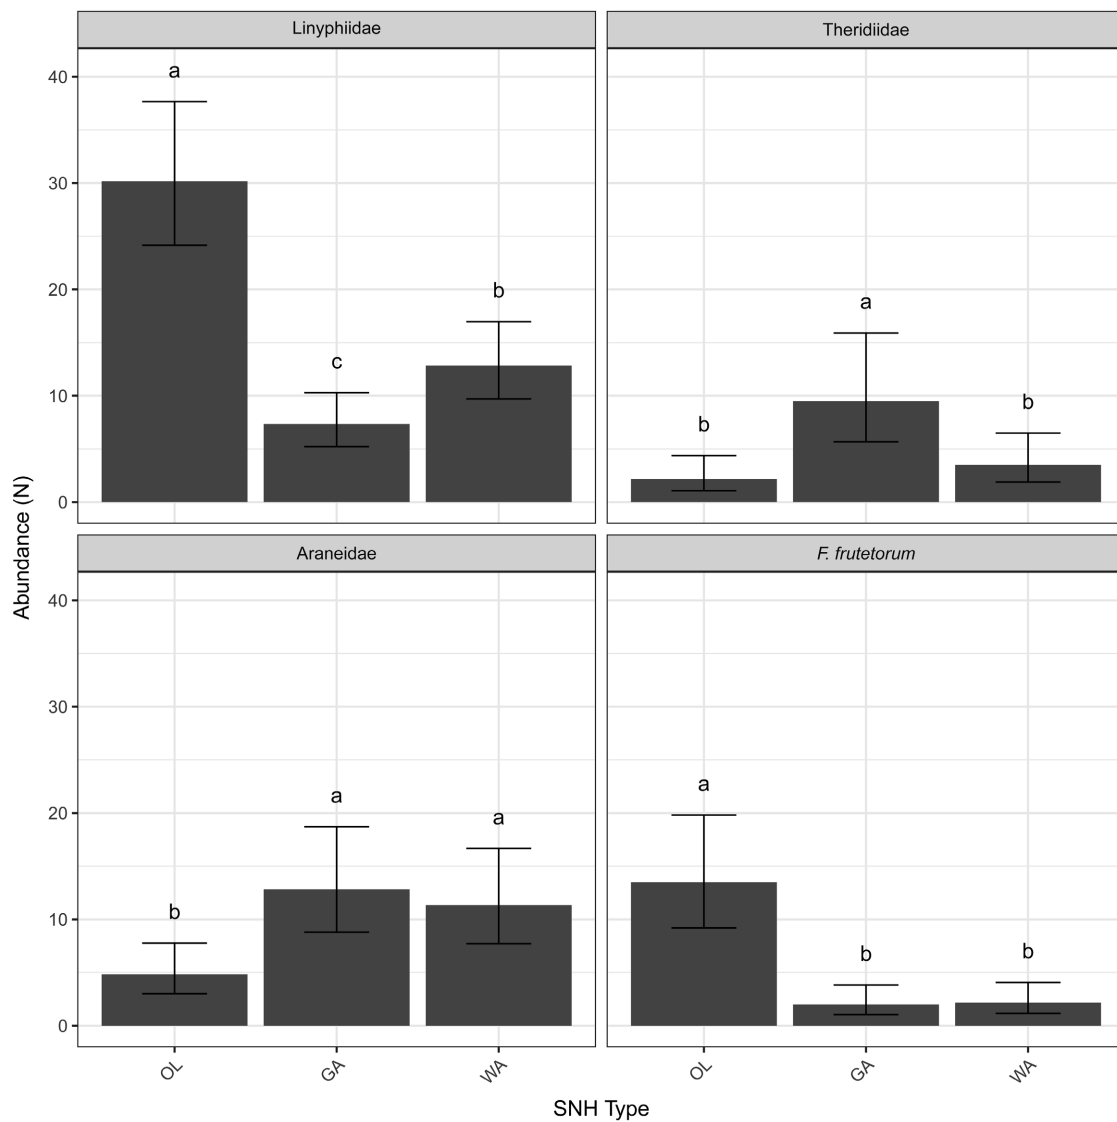 Linyphiidae
Theridiidae
40
30
20
10
0
a
c
b
b
a
b
Araneidae
F. frutetorum
40
30
20
10
0
b
a
a
a
b
b
OL
GA
WA
OL
GA
WA
Abundance (N)
SNH Type